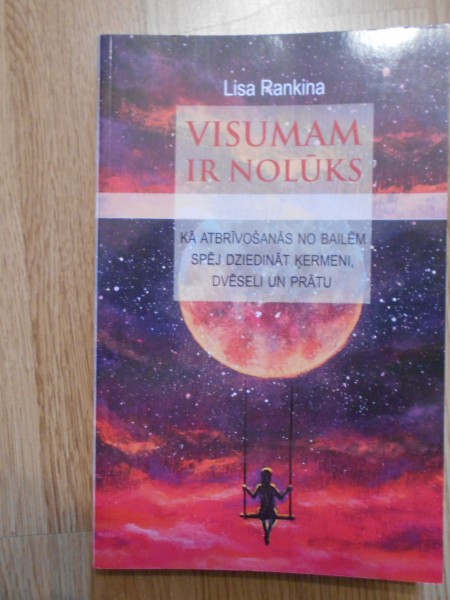 Lisa Rankina
VISUMAM
IR NOLŪKS
KĀ ATBRĪVOŠANĀS NO BAILĒM
SPĒJ DZIEDINĀT ĶERMENI,
DVĒSELI UN PRĀTU